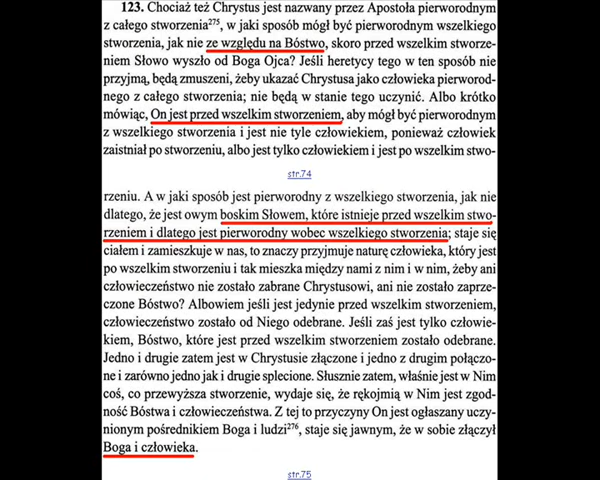 123. Chociaż też Chrystus jest nazwany przez Apostoła pierworodnym
z całego stworzenia275, w jaki sposób mógł być pierworodnym wszelkiego
stworzenia, jak nie ze względu na Bóstwo, skoro przed wszelkim stworze-
niem Słowo wyszło od Boga Ojca? Jeśli heretycy tego w ten sposób nie
przyjmą, będą zmuszeni, żeby ukazać Chrystusa jako człowieka pierworod-
nego z całego stworzenia; nie będą w stanie tego uczynić. Albo krótko
mówiąc, On jest przed wszelkim stworzeniem, aby mógł być pierworodnym
z wszelkiego stworzenia i jest nie tyle człowiekiem, ponieważ człowiek
zaistniał po stworzeniu, albo jest tylko człowiekiem i jest po wszelkim stwo-
str.74
rzeniu. A w jaki sposób jest pierworodny z wszelkiego stworzenia, jak nie
dlatego, że jest owym boskim Słowem, które istnieje przed wszelkim stwo-
rzeniem i dlatego jest pierworodny wobec wszelkiego stworzenia; staje się
ciałem i zamieszkuje w nas, to znaczy przyjmuje naturę człowieka, który jest
po wszelkim stworzeniu i tak mieszka między nami z nim i w nim, żeby ani
człowieczeństwo nie zostało zabrane Chrystusowi, ani nie zostało zaprze-
czone Bóstwo? Albowiem jeśli jest jedynie przed wszelkim stworzeniem,
człowieczeństwo zostało od Niego odebrane. Jeśli zaś jest tylko człowie-
kiem, Bóstwo, które jest przed wszelkim stworzeniem zostało odebrane.
Jedno i drugie zatem jest w Chrystusie złączone i jedno z drugim połączo-
ne i zarówno jedno jak i drugie splecione. Słusznie zatem, właśnie jest w Nim
coś, co przewyższa stworzenie, wydaje się, że rękojmią w Nim jest zgod-
ność Bóstwa i człowieczeństwa. Z tej to przyczyny On jest ogłaszany uczy-
nionym pośrednikiem Boga i ludzi276, staje się jawnym, że w sobie złączył
Boga i człowieka.
str.75